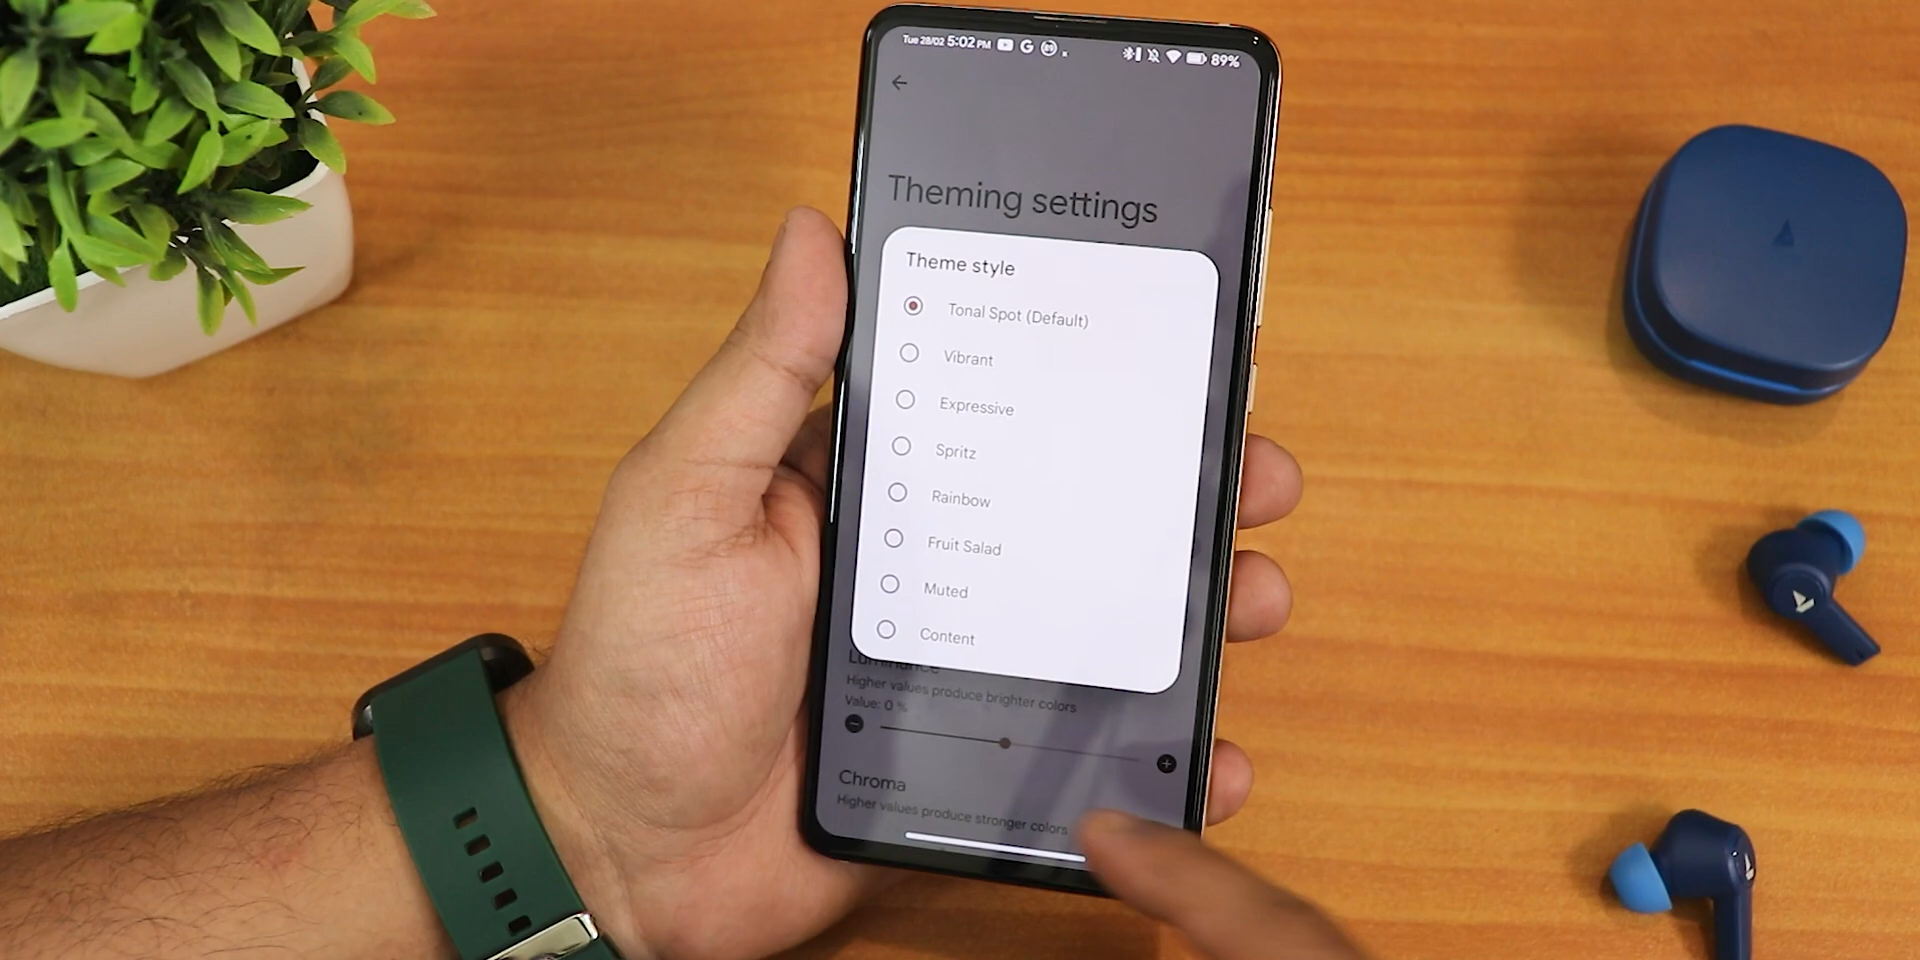 Tue 28/02 5:02 PM G 89%
Theming settings
Theme style
Tonal Spot (Default)
Vibrant
Expressive
Spritz
Rainbow
Fruit Salad
Muted
Content
Luminance
Higher values produce brighter colors
Value: 0 %
Chroma
Higher values produce stronger colors